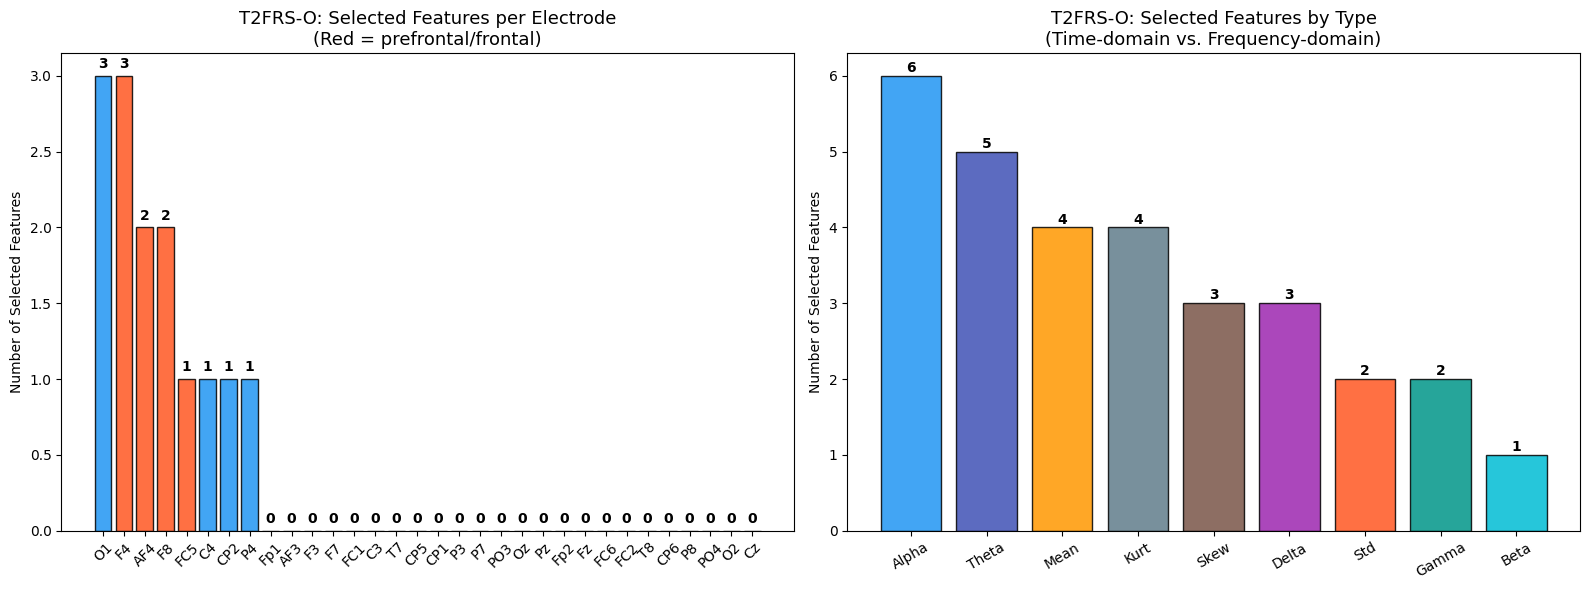 T2FRS-O: Selected Features per Electrode
(Red = prefrontal/frontal)
Number of Selected Features
3.0
2.5
2.0
1.5
1.0
0.5
0.0
3 3 2 2 1 1 1 1 0 0 0 0 0 0 0 0 0 0 0 0 0 0 0 0 0 0 0 0 0 0 0 0
O1 F4 AF4 F8 FC5 C4 CP2 P4 Fp1 AF3 F3 F7 FC1 C3 T7 CP5 CP1 P3 P7 PO3 Oz Pz Fp2 Fz FC6 FC2 T8 CP6 P8 PO4 O2 Cz
T2FRS-O: Selected Features by Type
(Time-domain vs. Frequency-domain)
Number of Selected Features
6
5
4
3
2
1
0
6 5 4 4 3 3 2 2 1
Alpha Theta Mean Kurt Skew Delta Std Gamma Beta